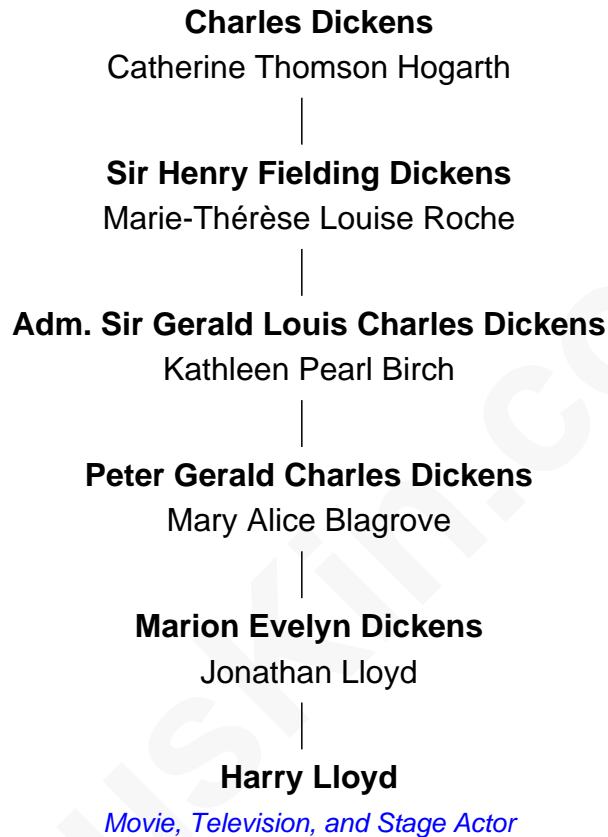 Charles Dickens
Catherine Thomson Hogarth
Sir Henry Fielding Dickens
Marie-Thérèse Louise Roche
Adm. Sir Gerald Louis Charles Dickens
Kathleen Pearl Birch
Peter Gerald Charles Dickens
Mary Alice Blagrove
Marion Evelyn Dickens
Jonathan Lloyd
Harry Lloyd
Movie, Television, and Stage Actor